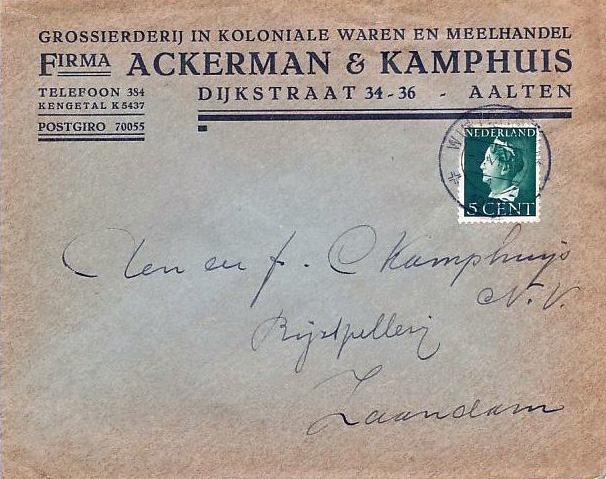 GROSSIERDERIJ IN KOLONIALE WAREN EN MEELHANDEL
FIRMA ACKERMAN & KAMPHUIS
TELEFOON 384
KENGETAL K 5437
DIJKSTRAAT 34-36 - AALTEN
POSTGIRO 70055
NEDERLAND
5 CENT
Aan de f. C Kamphuys
N.V.
Rijstpellerij
Zaandam